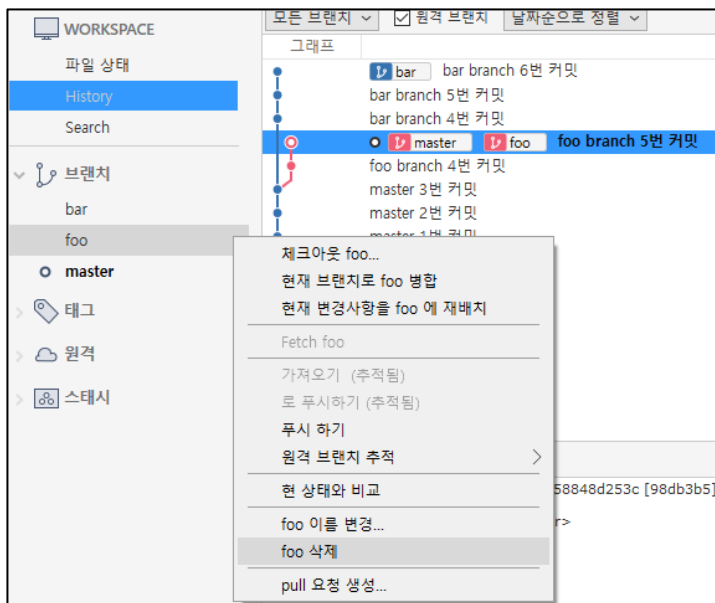 WORKSPACE
파일 상태
History
Search
브랜치
bar
foo
master
태그
원격
스태시
모든 브랜치 원격 브랜치 날짜순으로 정렬
그래프
bar bar branch 6번 커밋
bar branch 5번 커밋
bar branch 4번 커밋
master foo foo branch 5번 커밋
foo branch 4번 커밋
master 3번 커밋
master 2번 커밋
master 1번 커밋
체크아웃 foo...
현재 브랜치로 foo 병합
현재 변경사항을 foo 에 재배치
Fetch foo
가져오기 (추적됨)
로 푸시하기 (추적됨)
푸시 하기
원격 브랜치 추적
현 상태와 비교
foo 이름 변경...
foo 삭제
pull 요청 생성...
58848d253c [98db3b5]
r>